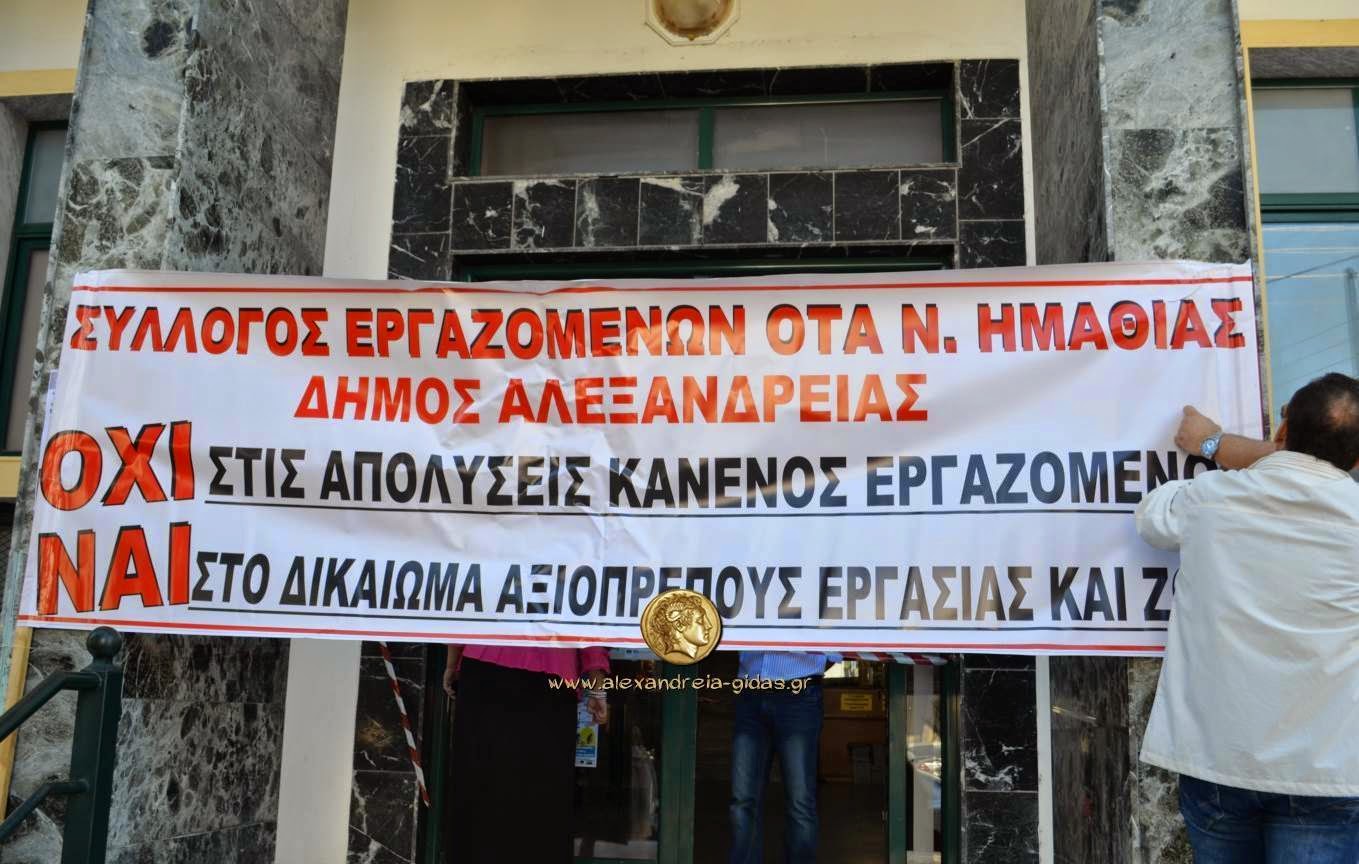 ΣΥΛΛΟΓΟΣ ΕΡΓΑΖΟΜΕΝΩΝ ΟΤΑ Ν. ΗΜΑΘΙΑΣ
ΔΗΜΟΣ ΑΛΕΞΑΝΔΡΕΙΑΣ
ΟΧΙ ΣΤΙΣ ΑΠΟΛΥΣΕΙΣ ΚΑΝΕΝΟΣ
ΝΑΙ ΣΤΟ ΔΙΚΑΙΩΜΑ ΑΞΙΟΠΡΕΠΟΥΣ ΕΡΓΑΣΙΑΣ ΚΑΙ
www.alexandreia-gidas.gr